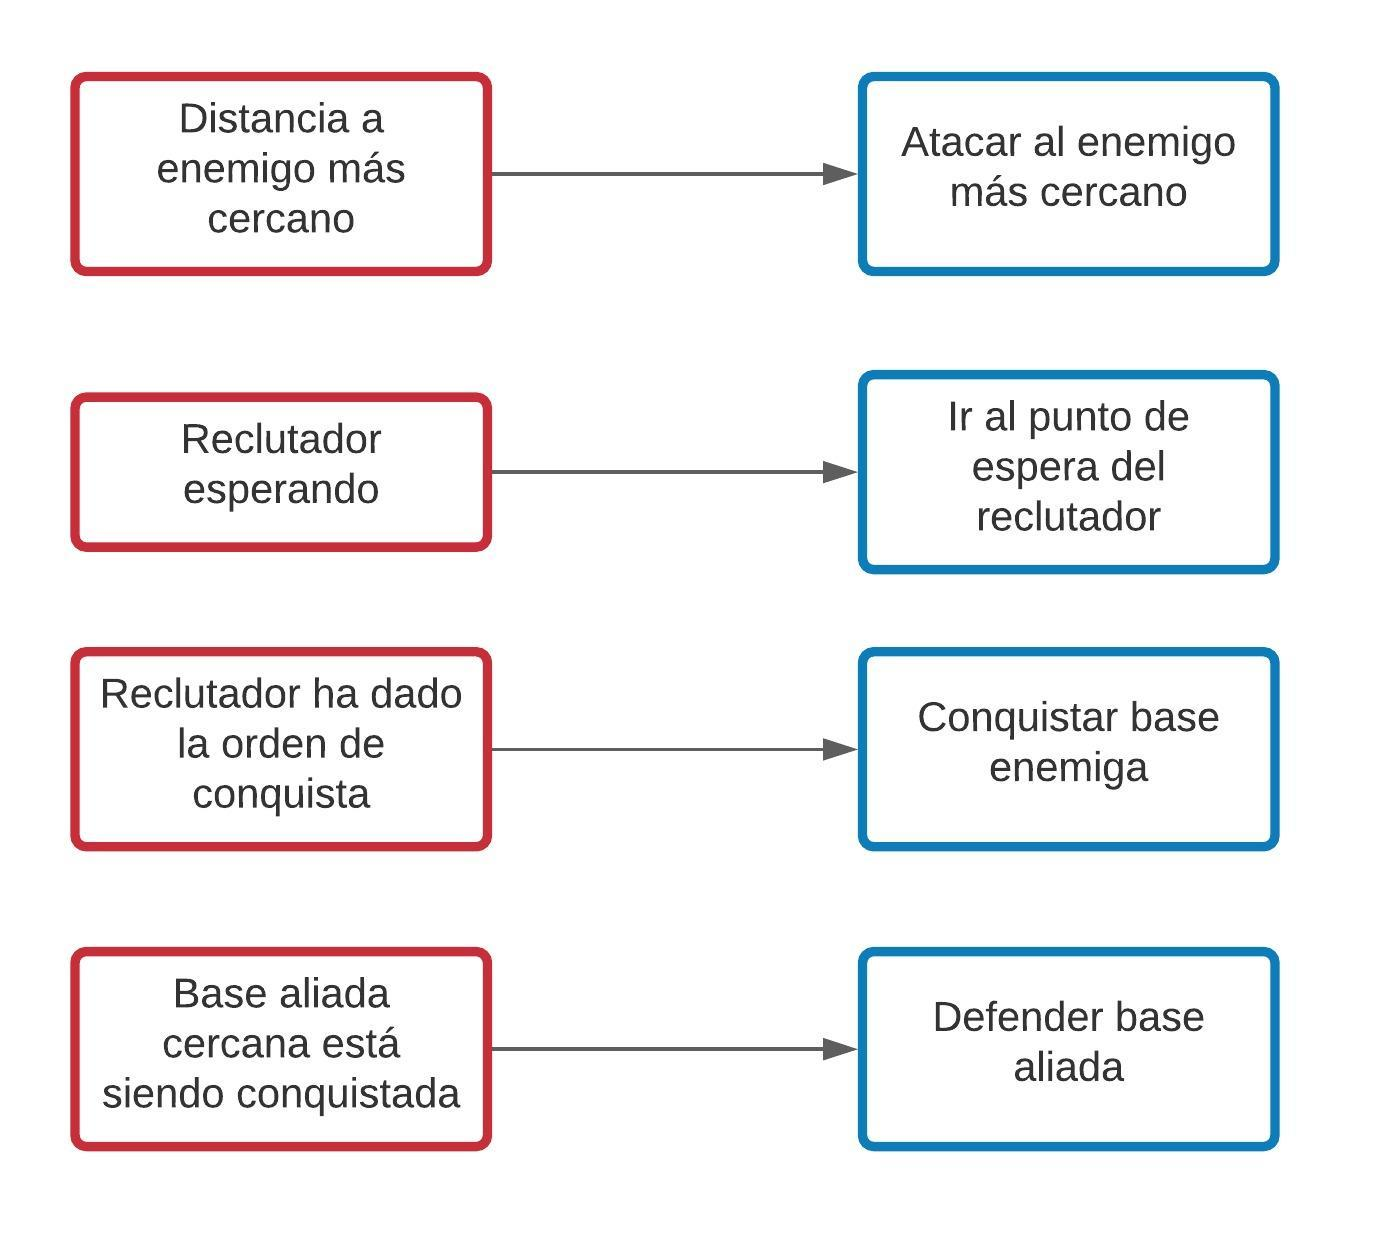 Distancia a
enemigo más
cercano
Atacar al enemigo
más cercano
Reclutador
esperando
Ir al punto de
espera del
reclutador
Reclutador ha dado
la orden de
conquista
Conquistar base
enemiga
Base aliada
cercana está
siendo conquistada
Defender base
aliada